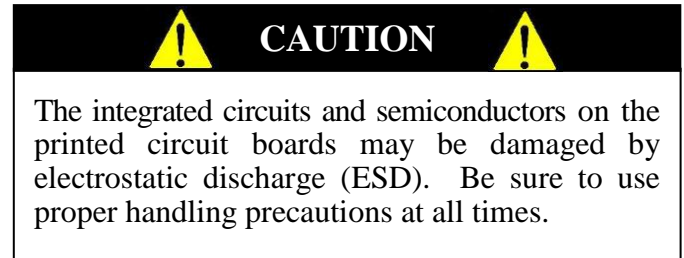 CAUTION
The integrated circuits and semiconductors on the
printed circuit boards may be damaged by
electrostatic discharge (ESD). Be sure to use
proper handling precautions at all times.